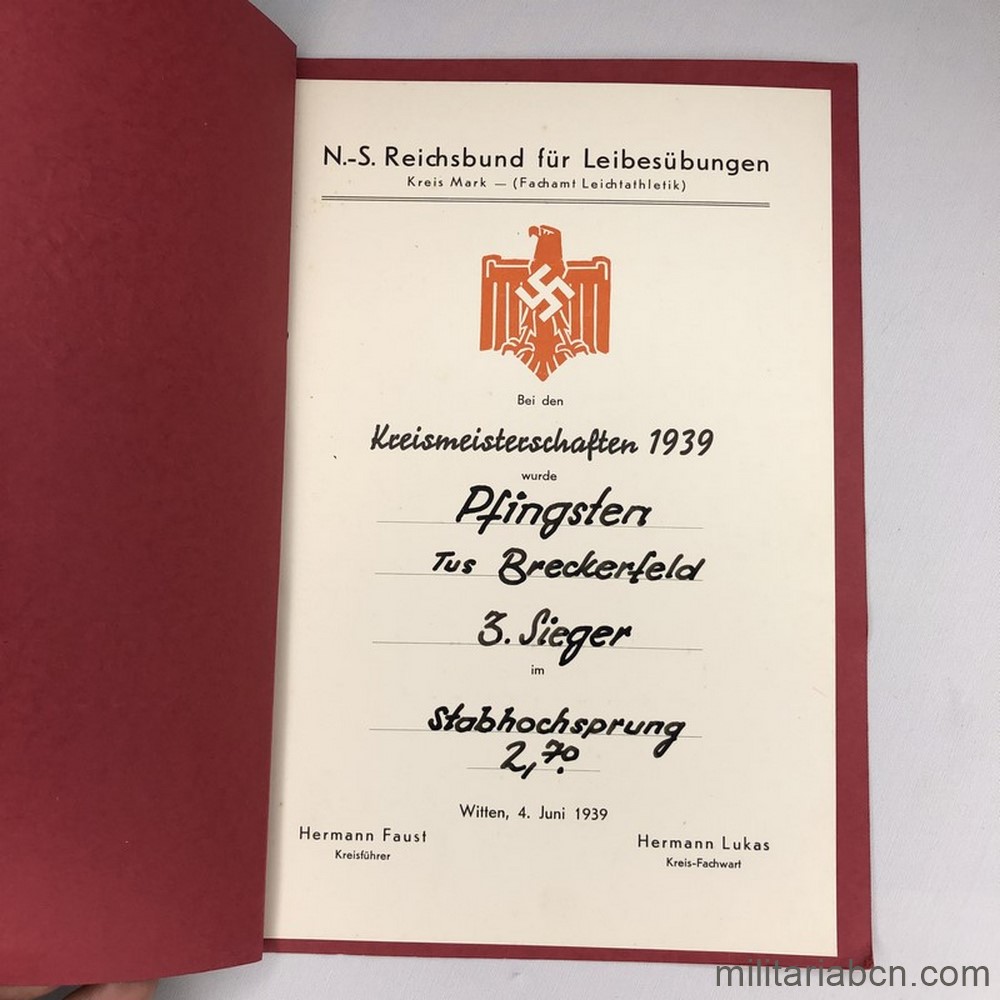 N.-S. Reichsbund für Leibesübungen
Kreis Mark — (Fachamt Leichtathletik)
Bei den
Kreismeisterschaften 1939
wurde
Pfingsten
Tus Breckerfeld
3. Sieger
im
Stabhochsprung
2,70.
Witten, 4. Juni 1939
Hermann Faust
Kreisführer
Hermann Lukas
Kreis-Fachwart
militariabcn.com